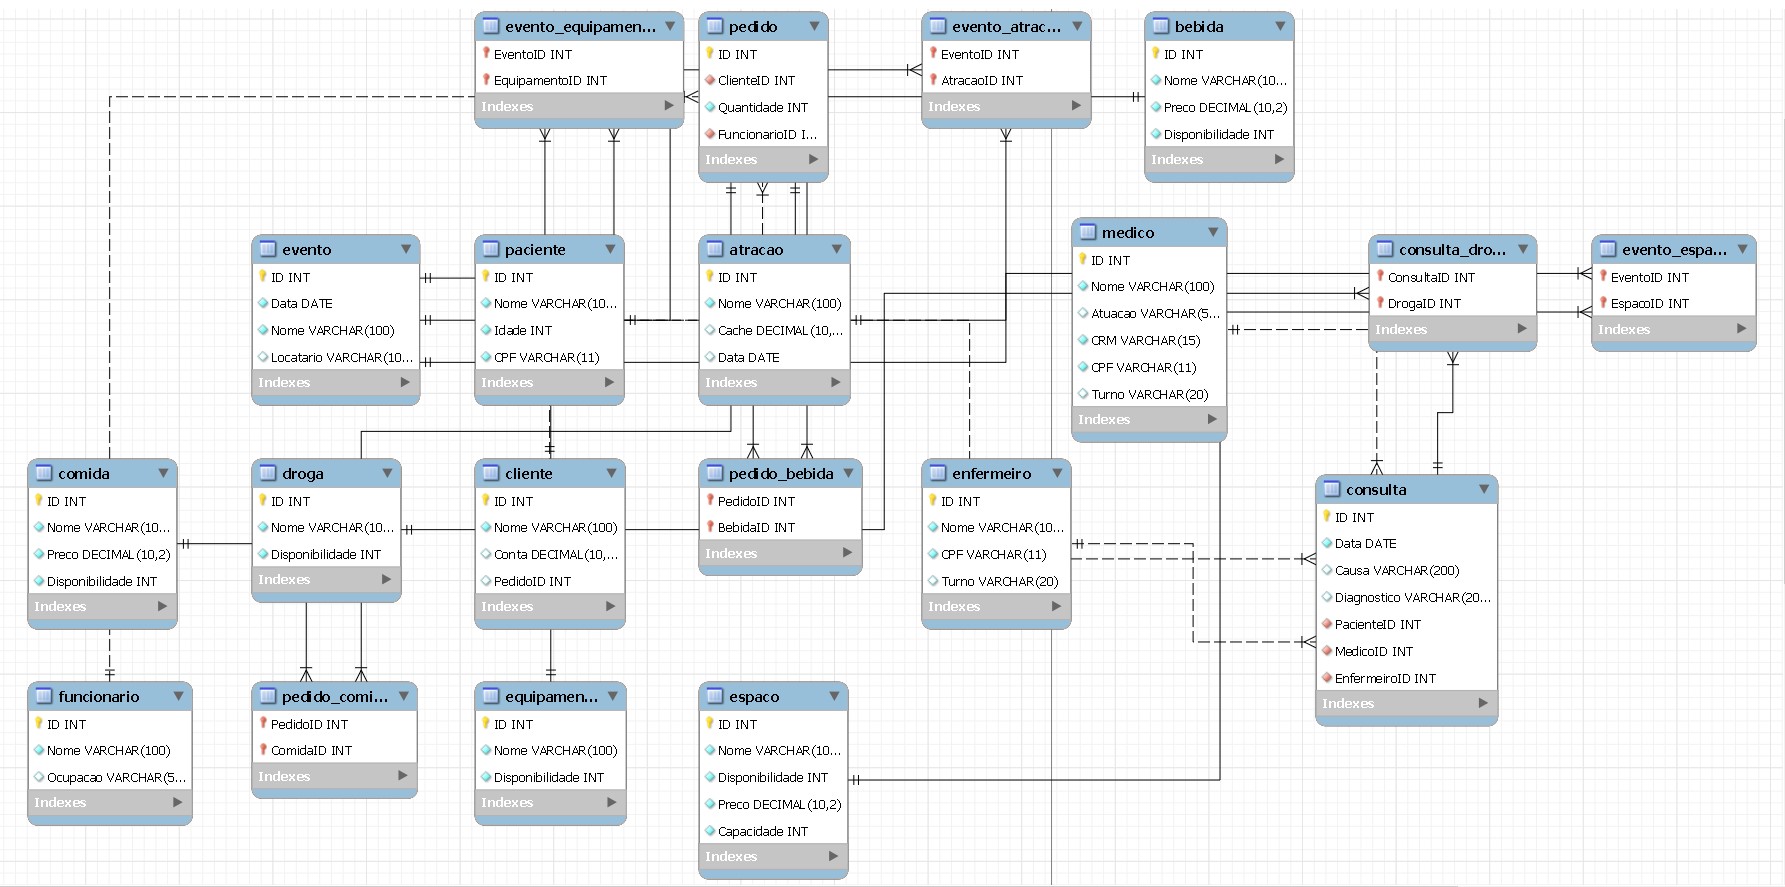 evento_equipamen...
EventoID INT
EquipamentoID INT
Indexes
pedido
ID INT
ClienteID INT
Quantidade INT
FuncionarioID I...
Indexes
evento_atrac...
EventoID INT
AtracaoID INT
Indexes
bebida
ID INT
Nome VARCHAR(10...
Preco DECIMAL(10,2)
Disponibilidade INT
Indexes
evento
ID INT
Data DATE
Nome VARCHAR(100)
Locatario VARCHAR(10...
Indexes
paciente
ID INT
Nome VARCHAR(10...
Idade INT
CPF VARCHAR(11)
Indexes
atracao
ID INT
Nome VARCHAR(100)
Cache DECIMAL(10,...
Data DATE
Indexes
medico
ID INT
Nome VARCHAR(100)
Atuacao VARCHAR(5...
CRM VARCHAR(15)
CPF VARCHAR(11)
Turno VARCHAR(20)
Indexes
consulta_dro...
ConsultaID INT
DrogaID INT
Indexes
evento_espa...
EventoID INT
EspacoID INT
Indexes
comida
ID INT
Nome VARCHAR(10...
Preco DECIMAL(10,2)
Disponibilidade INT
Indexes
droga
ID INT
Nome VARCHAR(10...
Disponibilidade INT
Indexes
cliente
ID INT
Nome VARCHAR(100)
Conta DECIMAL(10,...
PedidoID INT
Indexes
pedido_bebida
PedidoID INT
BebidaID INT
Indexes
enfermeiro
ID INT
Nome VARCHAR(10...
CPF VARCHAR(11)
Turno VARCHAR(20)
Indexes
consulta
ID INT
Data DATE
Causa VARCHAR(200)
Diagnostico VARCHAR(20...
PacienteID INT
MedicoID INT
EnfermeiroID INT
Indexes
funcionario
ID INT
Nome VARCHAR(100)
Ocupacao VARCHAR(5...
Indexes
pedido_comi...
PedidoID INT
ComidaID INT
Indexes
equipamen...
ID INT
Nome VARCHAR(100)
Disponibilidade INT
Indexes
espaco
ID INT
Nome VARCHAR(10...
Disponibilidade INT
Preco DECIMAL(10,2)
Capacidade INT
Indexes